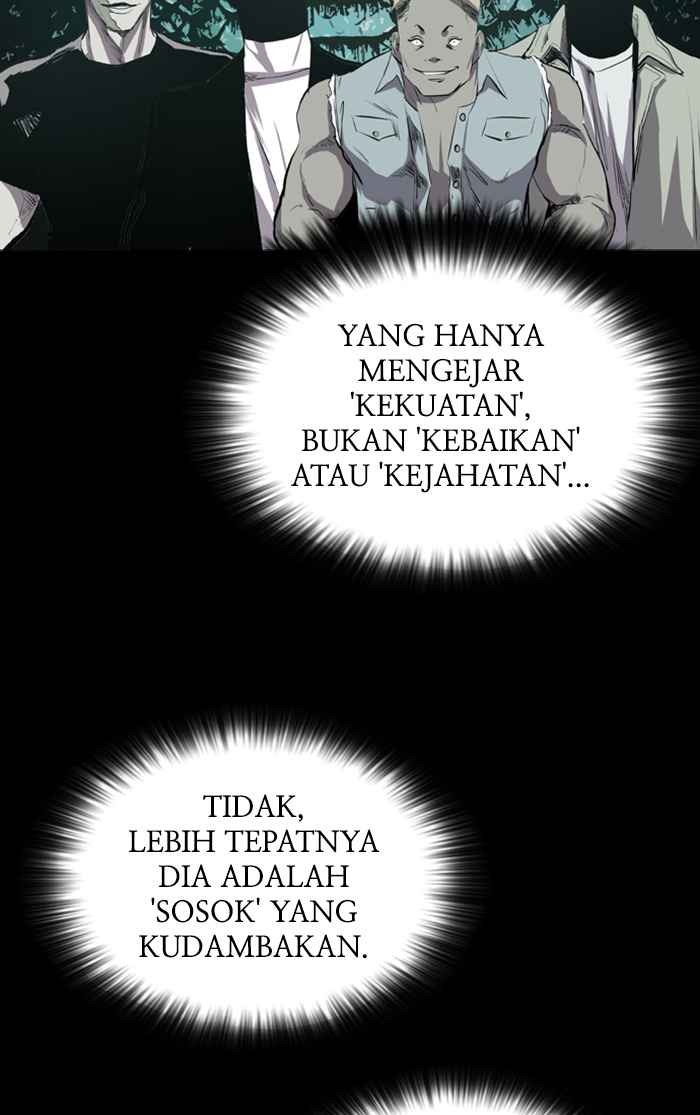 YANG HANYA
MENGEJAR
'KEKUATAN',
BUKAN 'KEBAIKAN'
ATAU 'KEJAHATAN'...
TIDAK,
LEBIH TEPATNYA
DIA ADALAH
'SOSOK' YANG
KUDAMBAKAN.